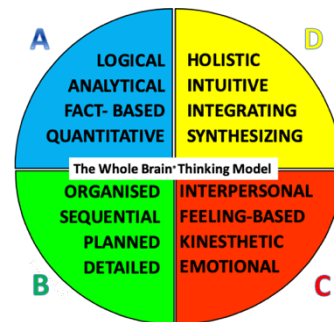 A
D
LOGICAL
ANALYTICAL
FACT- BASED
QUANTITATIVE
HOLISTIC
INTUITIVE
INTEGRATING
SYNTHESIZING
The Whole Brain® Thinking Model
ORGANISED
SEQUENTIAL
PLANNED
DETAILED
INTERPERSONAL
FEELING-BASED
KINESTHETIC
EMOTIONAL
B
C